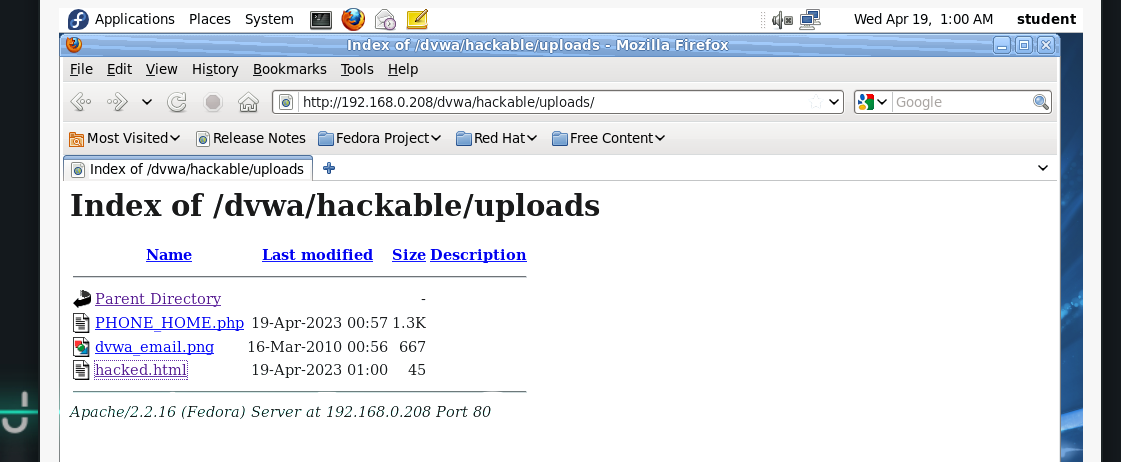 Applications Places System Wed Apr 19, 1:00 AM student
Index of /dvwa/hackable/uploads - Mozilla Firefox
File Edit View History Bookmarks Tools Help
http://192.168.0.208/dvwa/hackable/uploads/ Google
Most Visited Release Notes Fedora Project Red Hat Free Content
Index of /dvwa/hackable/uploads
Index of /dvwa/hackable/uploads
Name Last modified Size Description
Parent Directory -
PHONE_HOME.php 19-Apr-2023 00:57 1.3K
dvwa_email.png 16-Mar-2010 00:56 667
hacked.html 19-Apr-2023 01:00 45
Apache/2.2.16 (Fedora) Server at 192.168.0.208 Port 80